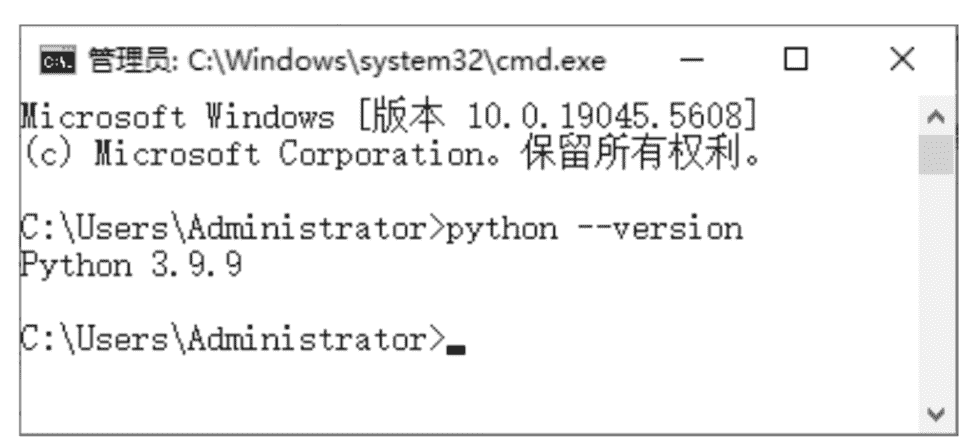 管理员: C:\Windows\system32\cmd.exe
Microsoft Windows [版本 10.0.19045.5608]
(c) Microsoft Corporation。保留所有权利。
C:\Users\Administrator>python --version
Python 3.9.9
C:\Users\Administrator>